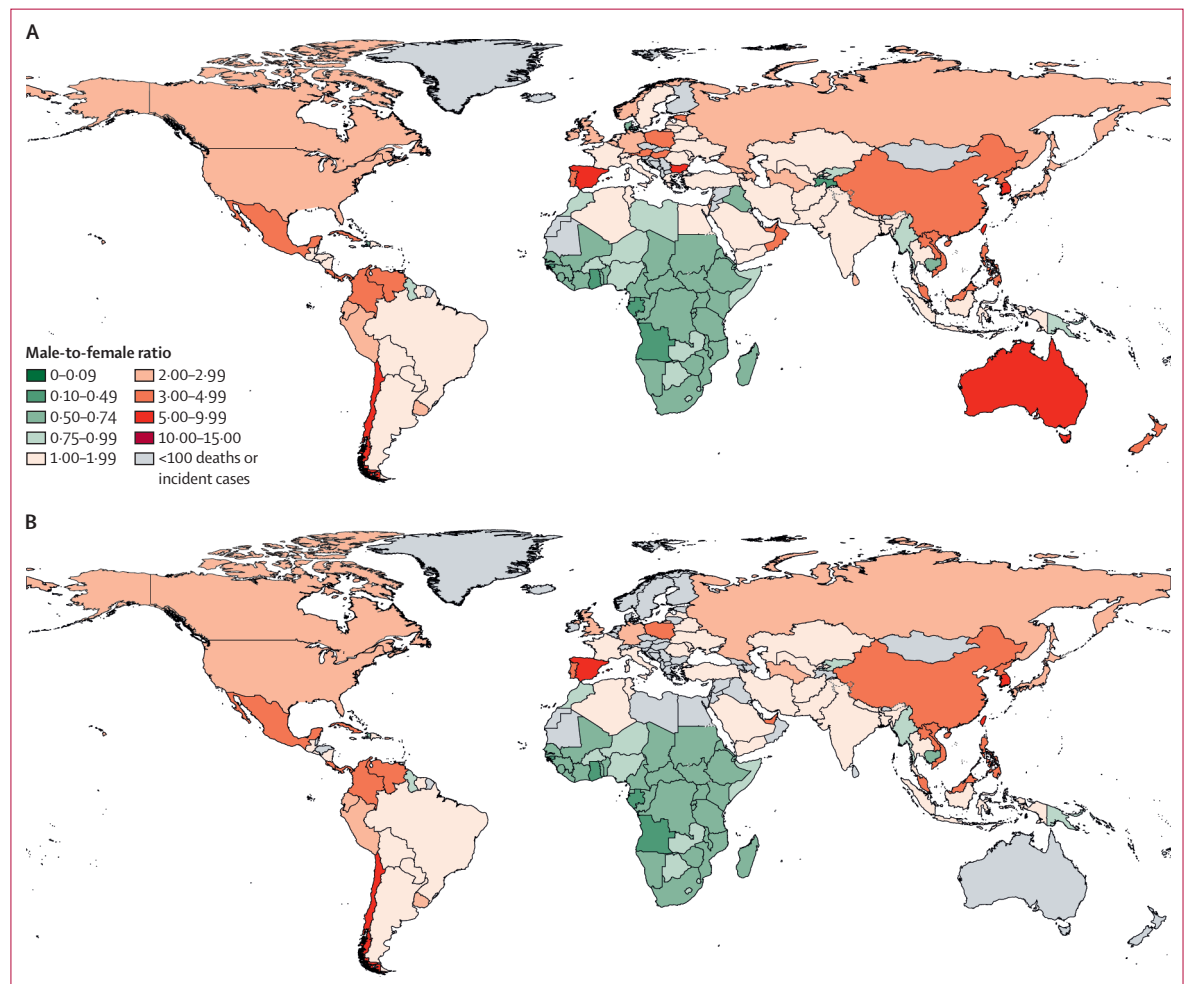 A
Male-to-female ratio
0–0·09
0·10–0·49
0·50–0·74
0·75–0·99
1·00–1·99
2·00–2·99
3·00–4·99
5·00–9·99
10·00–15·00
<100 deaths or
incident cases
B